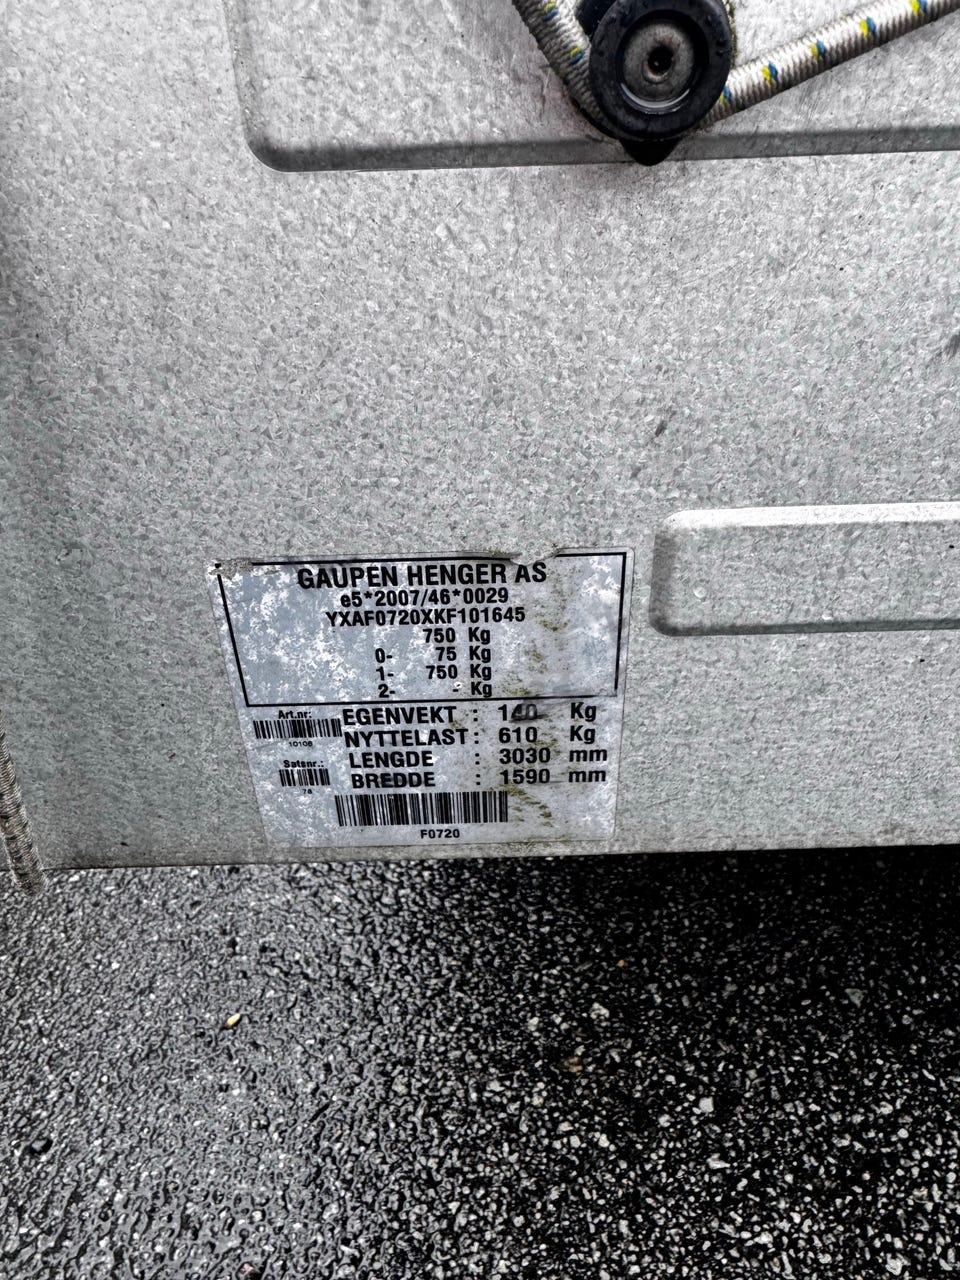 GAUPEN HENGER AS
e5*2007/46*0029
YXAF0720XKF101645
750 Kg
0- 75 Kg
1- 750 Kg
2- - Kg
Art.nr:
10108
EGENVEKT : 140 Kg
NYTTELAST : 610 Kg
Satsnr.:
78
LENGDE : 3030 mm
BREDDE : 1590 mm
F0720